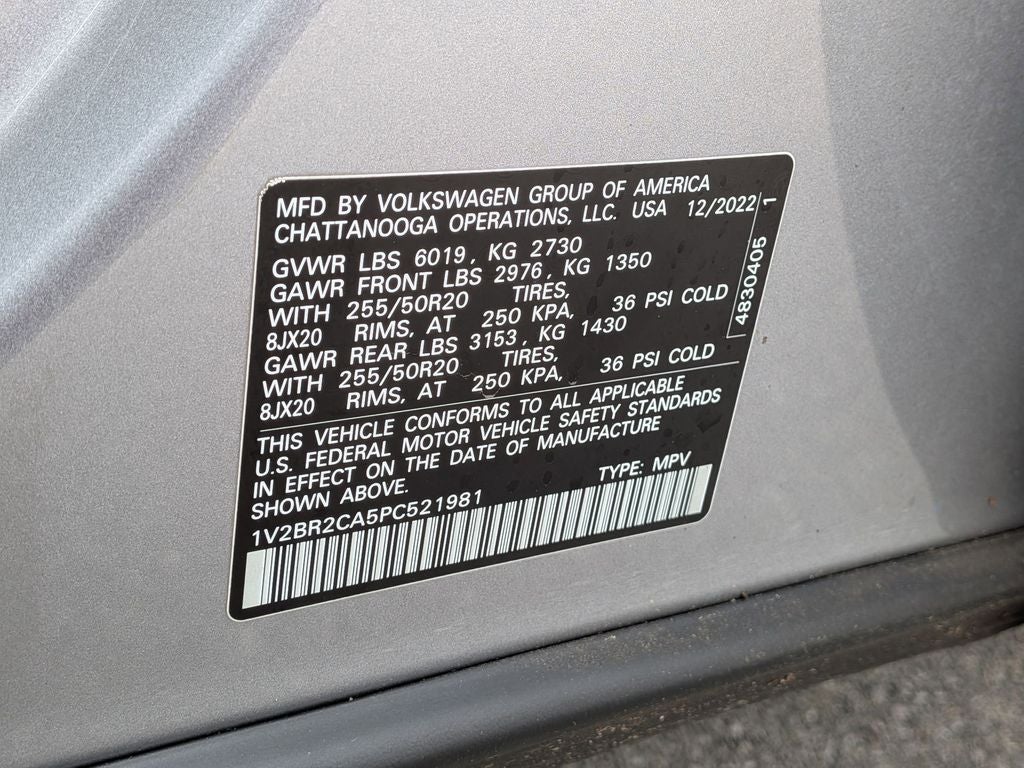 MFD BY VOLKSWAGEN GROUP OF AMERICA
CHATTANOOGA OPERATIONS, LLC. USA 12/2022
GVWR LBS 6019, KG 2730
GAWR FRONT LBS 2976, KG 1350
WITH 255/50R20 TIRES,
8JX20 RIMS, AT 250 KPA, 36 PSI COLD
GAWR REAR LBS 3153, KG 1430
WITH 255/50R20 TIRES,
8JX20 RIMS, AT 250 KPA, 36 PSI COLD
THIS VEHICLE CONFORMS TO ALL APPLICABLE
U.S. FEDERAL MOTOR VEHICLE SAFETY STANDARDS
IN EFFECT ON THE DATE OF MANUFACTURE
SHOWN ABOVE.
TYPE: MPV
1V2BR2CA5PC521981
4830405
1